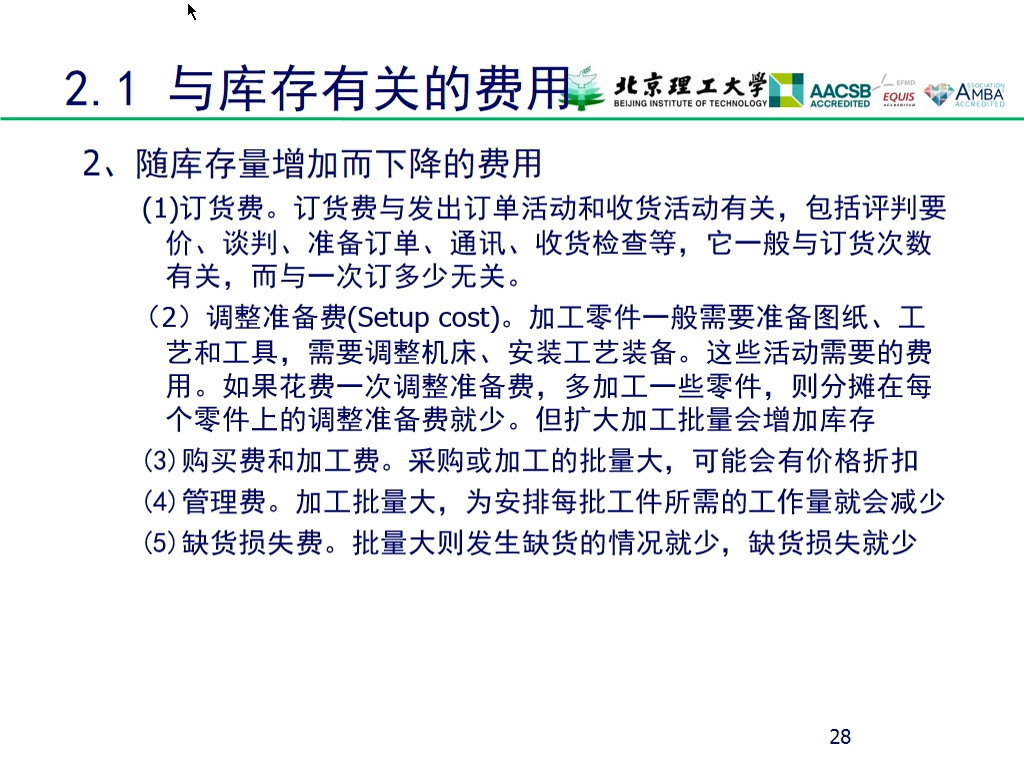 2.1 与库存有关的费用
北京理工大学
BEIJING INSTITUTE OF TECHNOLOGY
AACSB
ACCREDITED
EFMD
EQUIS
ACCREDITED
ASSOCIATION
AMBA
ACCREDITED
2、随库存量增加而下降的费用
(1)订货费。订货费与发出订单活动和收货活动有关，包括评判要
价、谈判、准备订单、通讯、收货检查等，它一般与订货次数
有关，而与一次订多少无关。
（2）调整准备费(Setup cost)。加工零件一般需要准备图纸、工
艺和工具，需要调整机床、安装工艺装备。这些活动需要的费
用。如果花费一次调整准备费，多加工一些零件，则分摊在每
个零件上的调整准备费就少。但扩大加工批量会增加库存
(3)购买费和加工费。采购或加工的批量大，可能会有价格折扣
(4)管理费。加工批量大，为安排每批工件所需的工作量就会减少
(5)缺货损失费。批量大则发生缺货的情况就少，缺货损失就少
28